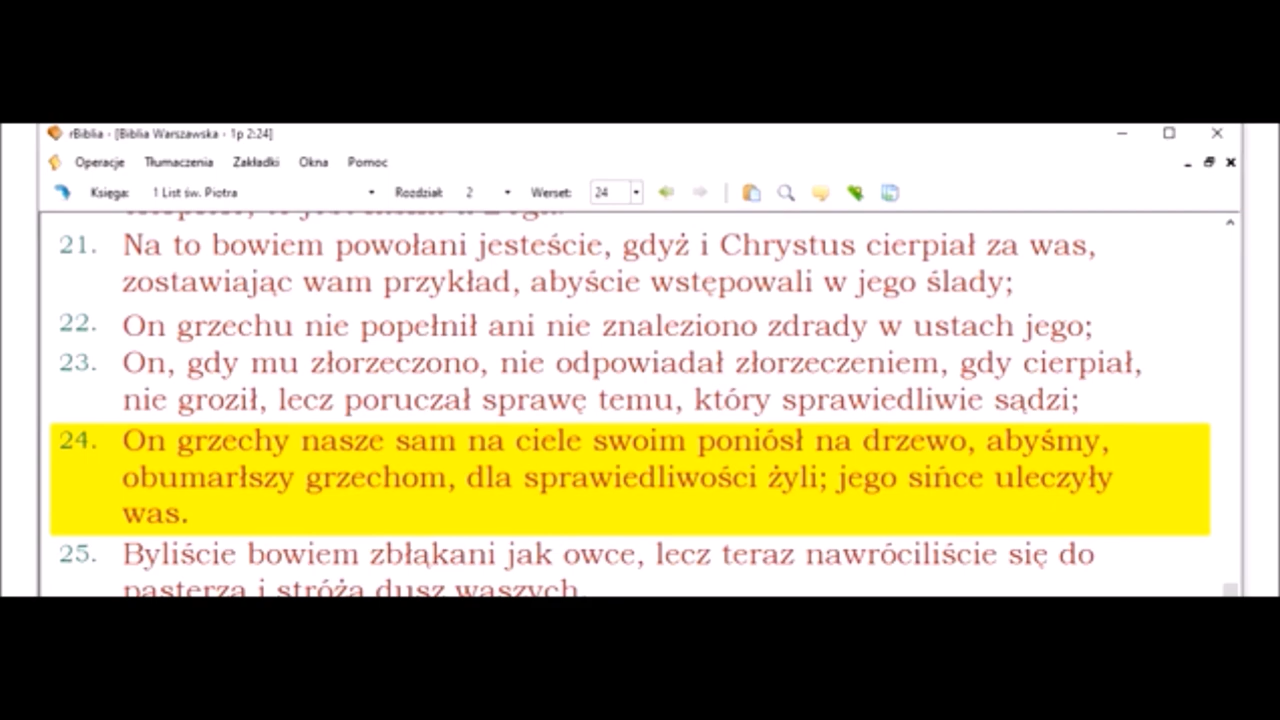 rBiblia - [Biblia Warszawska - 1p 2:24]
Operacje Tłumaczenia Zakładki Okna Pomoc
Księga: 1 List św. Piotra Rozdział: 2 Werset: 24
21. Na to bowiem powołani jesteście, gdyż i Chrystus cierpiał za was,
zostawiając wam przykład, abyście wstępowali w jego ślady;
22. On grzechu nie popełnił ani nie znaleziono zdrady w ustach jego;
23. On, gdy mu złorzeczono, nie odpowiadał złorzeczeniem, gdy cierpiał,
nie groził, lecz poruczał sprawę temu, który sprawiedliwie sądzi;
24. On grzechy nasze sam na ciele swoim poniósł na drzewo, abyśmy,
obumarłszy grzechom, dla sprawiedliwości żyli; jego sińce uleczyły
was.
25. Byliście bowiem zbłąkani jak owce, lecz teraz nawróciliście się do
pasterza i stróża dusz waszych.